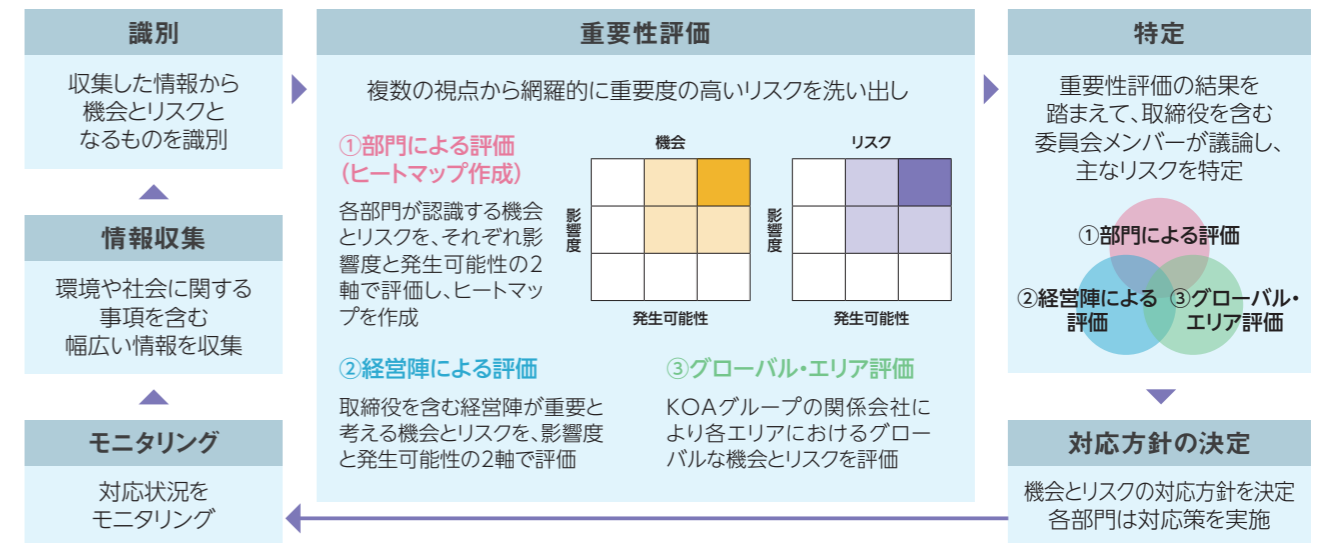 識別
収集した情報から
機会とリスクと
なるものを識別
情報収集
環境や社会に関する
事項を含む
幅広い情報を収集
モニタリング
対応状況を
モニタリング
重要性評価
複数の視点から網羅的に重要度の高いリスクを洗い出し
①部門による評価
(ヒートマップ作成)
各部門が認識する機会
とリスクを、それぞれ影
響度と発生可能性の2
軸で評価し、ヒートマッ
プを作成
機会
影響度
発生可能性
リスク
影響度
発生可能性
②経営陣による評価
取締役を含む経営陣が重要と
考える機会とリスクを、影響度
と発生可能性の2軸で評価
③グローバル・エリア評価
KOAグループの関係会社に
より各エリアにおけるグロー
バルな機会とリスクを評価
特定
重要性評価の結果を
踏まえて、取締役を含む
委員会メンバーが議論し、
主なリスクを特定
①部門による評価
②経営陣による
評価
③グローバル・
エリア評価
対応方針の決定
機会とリスクの対応方針を決定
各部門は対応策を実施